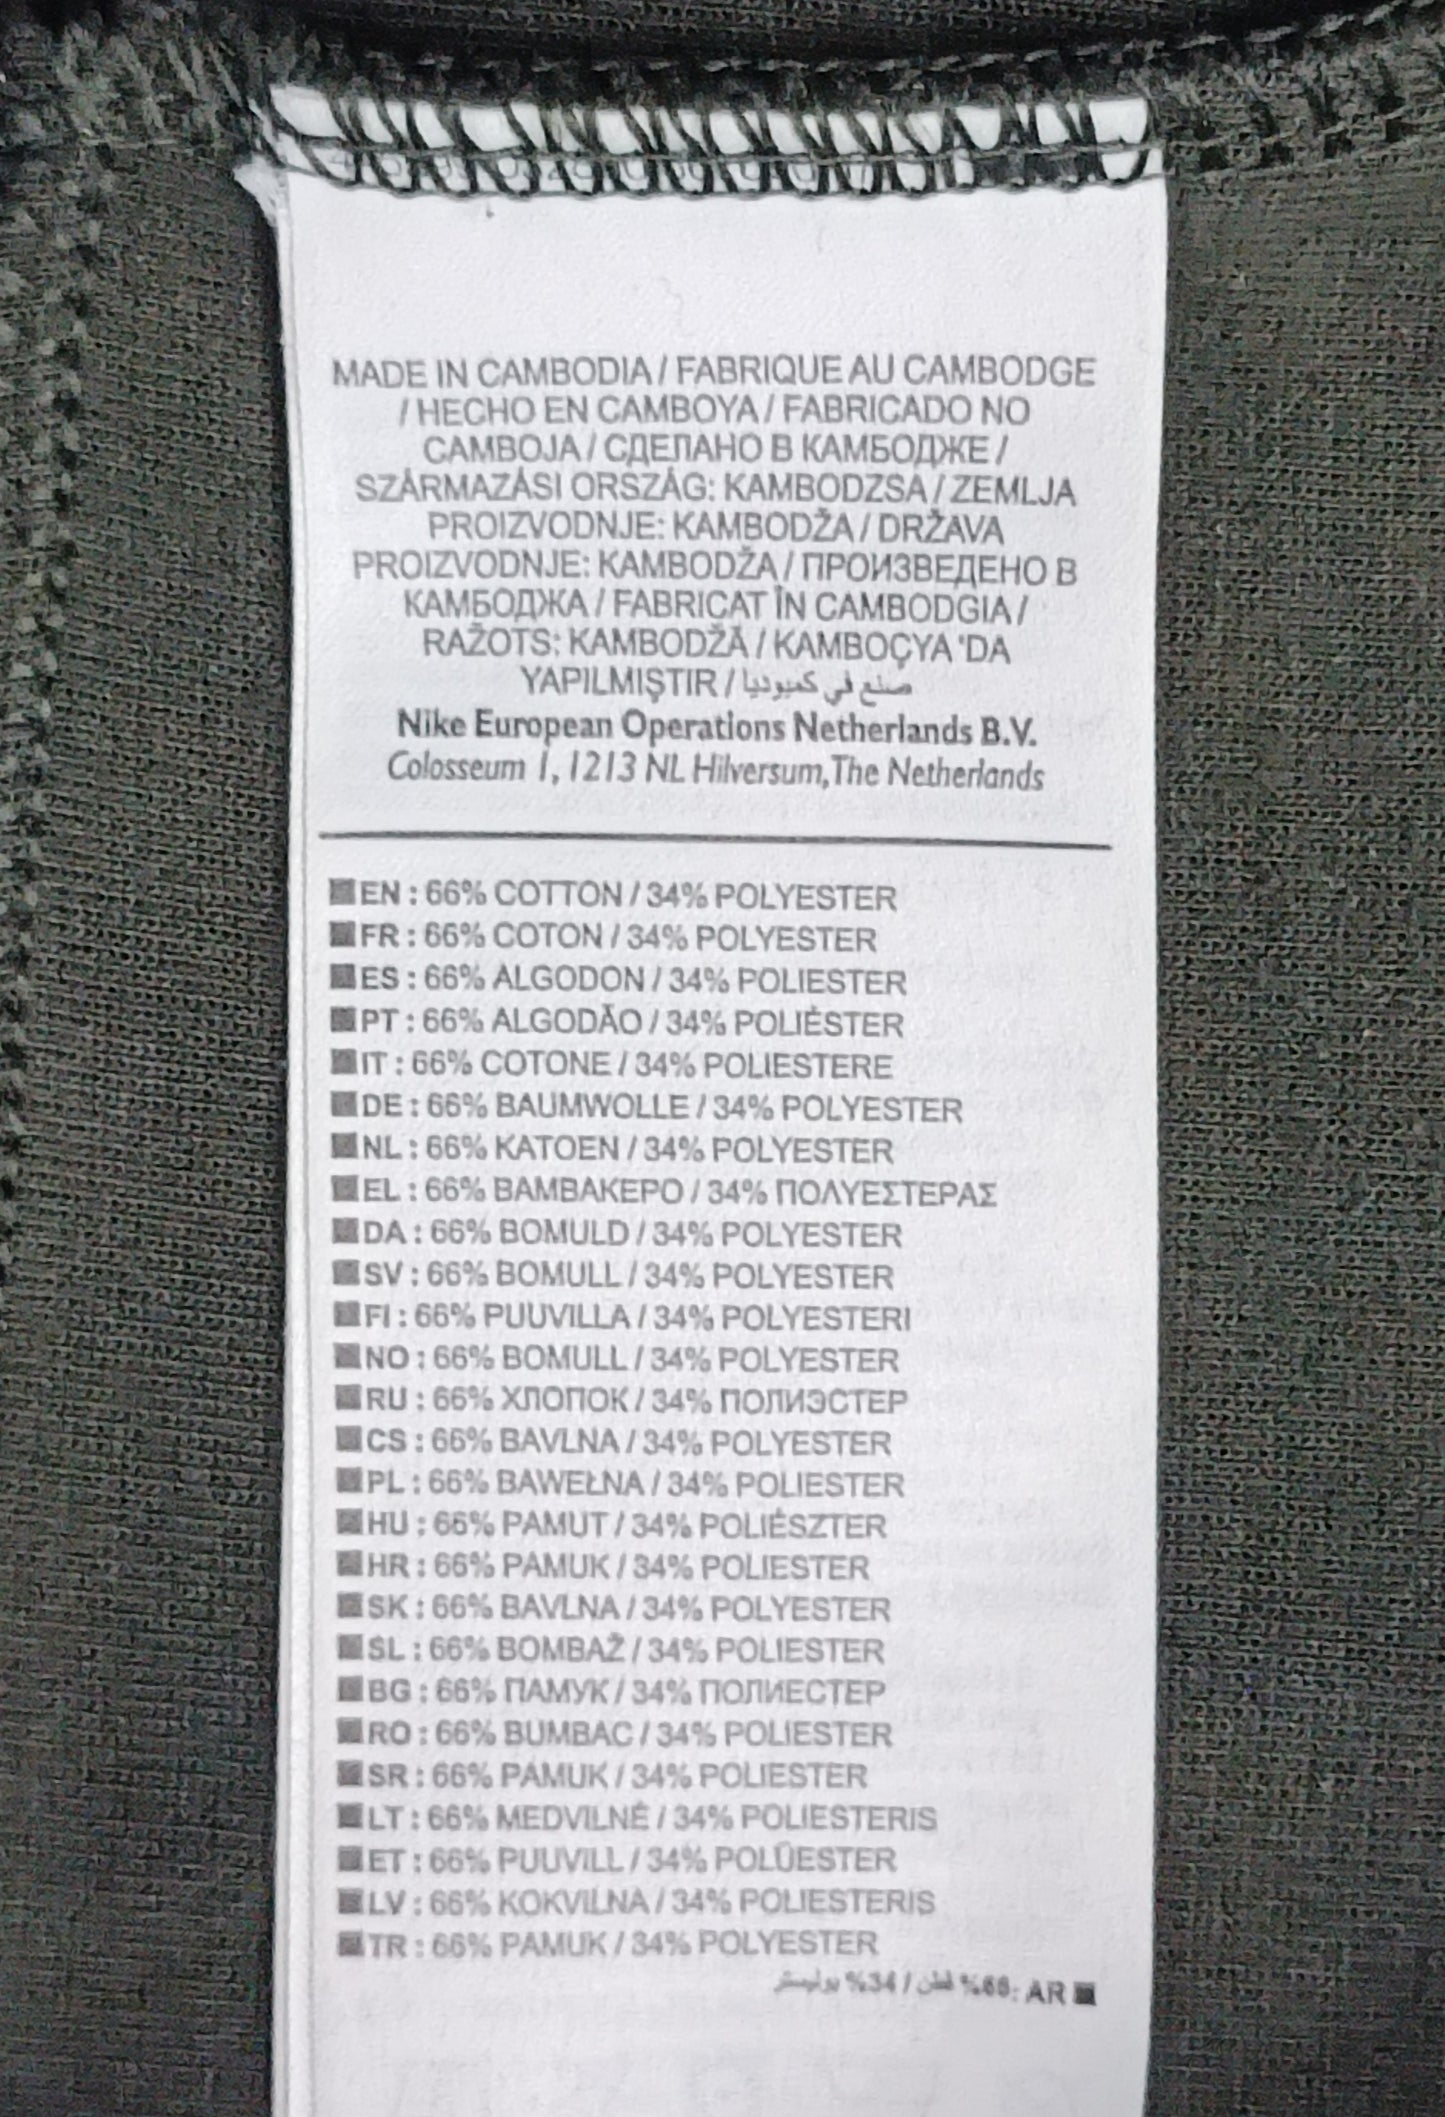 MADE IN CAMBODIA / FABRIQUE AU CAMBODGE
/ HECHO EN CAMBOYA / FABRICADO NO
CAMBOJA / СДЕЛАНО В КАМБОДЖЕ /
SZÁRMAZÁSI ORSZÁG: KAMBODZSA / ZEMLJA
PROIZVODNJE: KAMBODŽA / DRŽAVA
PROIZVODNJE: KAMBODŽA / ПРОИЗВЕДЕНО В
КАМБОДЖА / FABRICAT ÎN CAMBODGIA /
RAŽOTS: KAMBODŽĀ / KAMBOÇYA 'DA
YAPILMIŞTIR / صنع في كمبوديا
Nike European Operations Netherlands B.V.
Colosseum 1, 1213 NL Hilversum, The Netherlands
■EN : 66% COTTON / 34% POLYESTER
■FR : 66% COTON / 34% POLYESTER
■ES : 66% ALGODON / 34% POLIESTER
■PT : 66% ALGODÃO / 34% POLIÉSTER
■IT : 66% COTONE / 34% POLIESTERE
■DE : 66% BAUMWOLLE / 34% POLYESTER
■NL : 66% KATOEN / 34% POLYESTER
■EL : 66% ΒΑΜΒΑΚΕΡΟ / 34% ΠΟΛΥΕΣΤΕΡΑΣ
■DA : 66% BOMULD / 34% POLYESTER
■SV : 66% BOMULL / 34% POLYESTER
■FI : 66% PUUVILLA / 34% POLYESTERI
■NO : 66% BOMULL / 34% POLYESTER
■RU : 66% ХЛОПОК / 34% ПОЛИЭСТЕР
■CS : 66% BAVLNA / 34% POLYESTER
■PL : 66% BAWEŁNA / 34% POLIESTER
■HU : 66% PAMUT / 34% POLIÉSZTER
■HR : 66% PAMUK / 34% POLIESTER
■SK : 66% BAVLNA / 34% POLYESTER
■SL : 66% BOMBAŽ / 34% POLIESTER
■BG : 66% ПАМУК / 34% ПОЛИЕСТЕР
■RO : 66% BUMBAC / 34% POLIESTER
■SR : 66% PAMUK / 34% POLIESTER
■LT : 66% MEDVILNĖ / 34% POLIESTERIS
■ET : 66% PUUVILL / 34% POLÜESTER
■LV : 66% KOKVILNA / 34% POLIESTERIS
■TR : 66% PAMUK / 34% POLYESTER
■ AR :66% قطن / 34% بوليستر